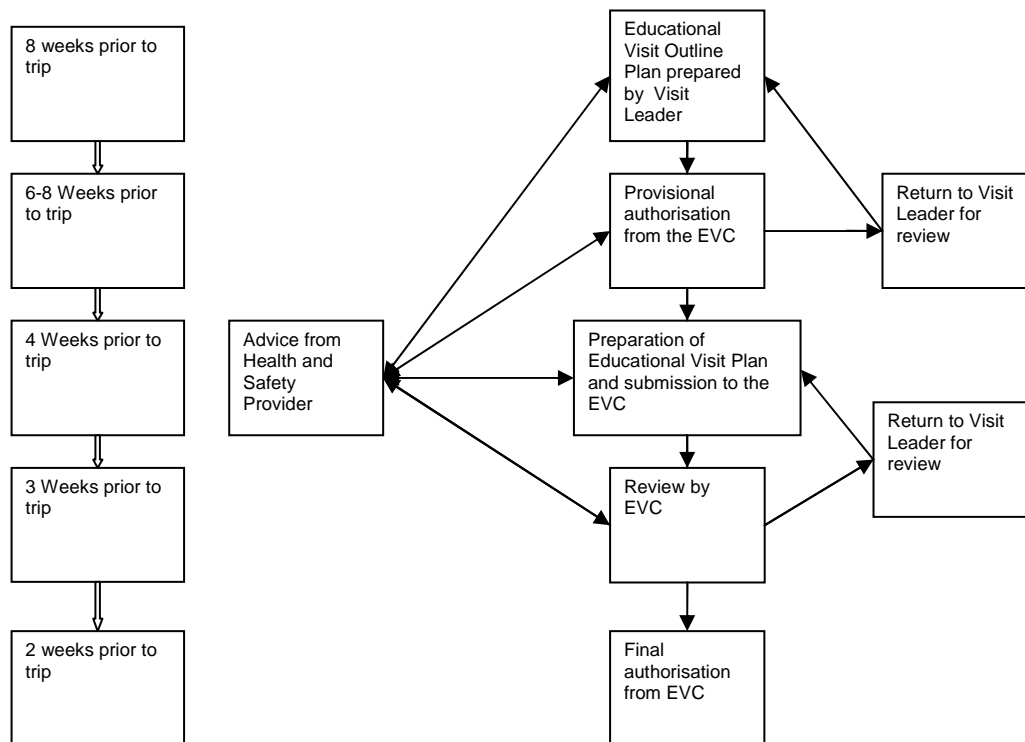 8 weeks prior to
trip
Educational
Visit Outline
Plan prepared
by Visit
Leader
6-8 Weeks prior
to trip
Provisional
authorisation
from the EVC
Return to Visit
Leader for
review
4 Weeks prior to
trip
Advice from
Health and
Safety
Provider
Preparation of
Educational Visit Plan
and submission to the
EVC
Return to Visit
Leader for
review
3 Weeks prior to
trip
Review by
EVC
2 weeks prior to
trip
Final
authorisation
from EVC